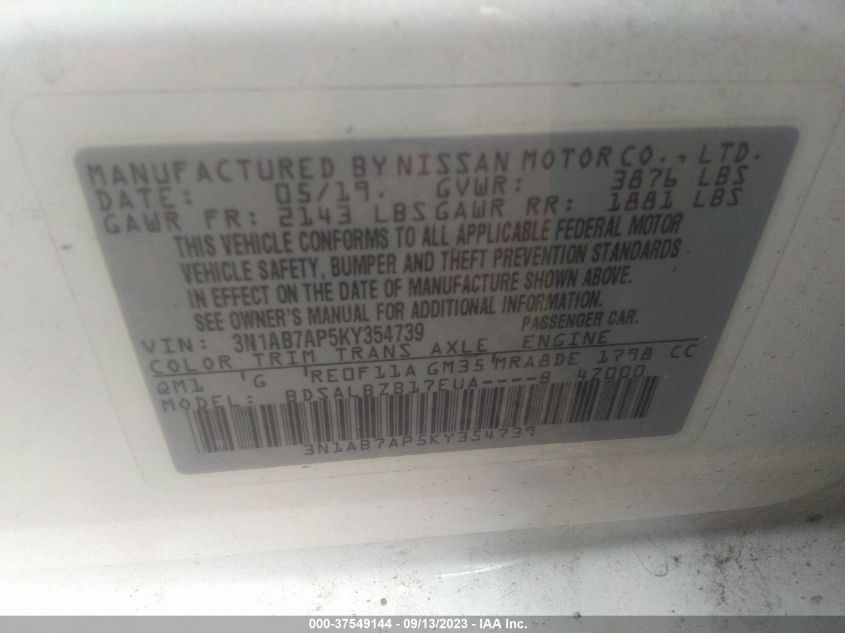 MANUFACTURED BY NISSAN MOTOR CO., LTD.
DATE: 05/19. GVWR: 3876 LBS
GAWR FR: 2143 LBS GAWR RR: 1881 LBS
THIS VEHICLE CONFORMS TO ALL APPLICABLE FEDERAL MOTOR
VEHICLE SAFETY, BUMPER AND THEFT PREVENTION STANDARDS
IN EFFECT ON THE DATE OF MANUFACTURE SHOWN ABOVE.
SEE OWNER'S MANUAL FOR ADDITIONAL INFORMATION.
VIN: 3N1AB7AP5KY354739 PASSENGER CAR.
COLOR TRIM TRANS AXLE ENGINE
QM1 G RE0F11A GM35 MRA8DE 1798 CC
MODEL: BDSALBZB17EUA----B 42000
3N1AB7AP5KY354739
000-37549144 - 09/13/2023 - IAA Inc.